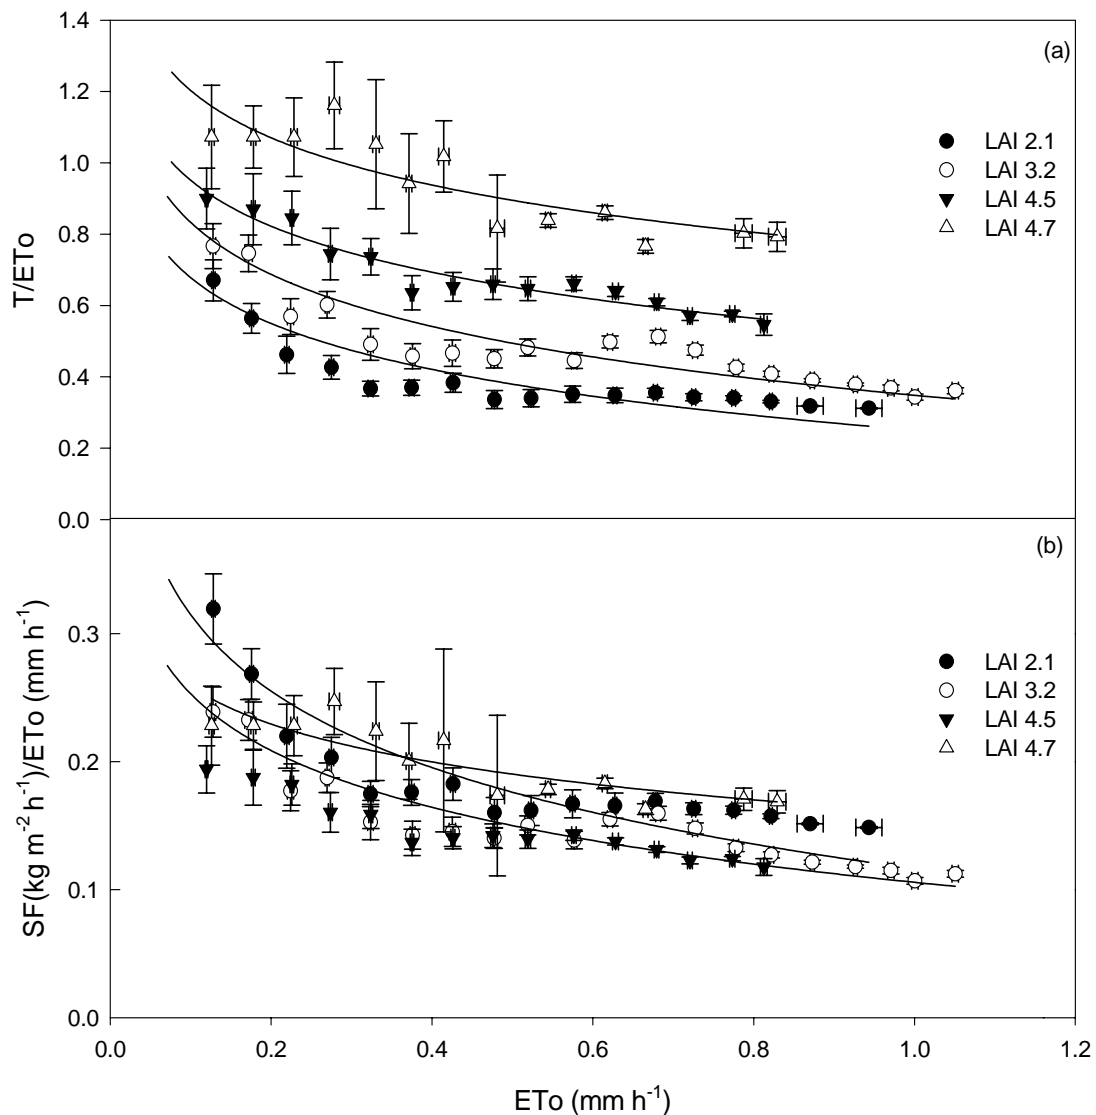 1.4
(a)
1.2
LAI 2.1
1.0
LAI 3.2
LAI 4.5
0.8
LAI 4.7
T/ETo
0.6
0.4
0.2
0.0
(b)
0.3
LAI 2.1
LAI 3.2
0.2
LAI 4.5
LAI 4.7
SF(kg m⁻² h⁻¹)/ETo (mm h⁻¹)
0.1
0.0
0.0 0.2 0.4 0.6 0.8 1.0 1.2
ETo (mm h⁻¹)